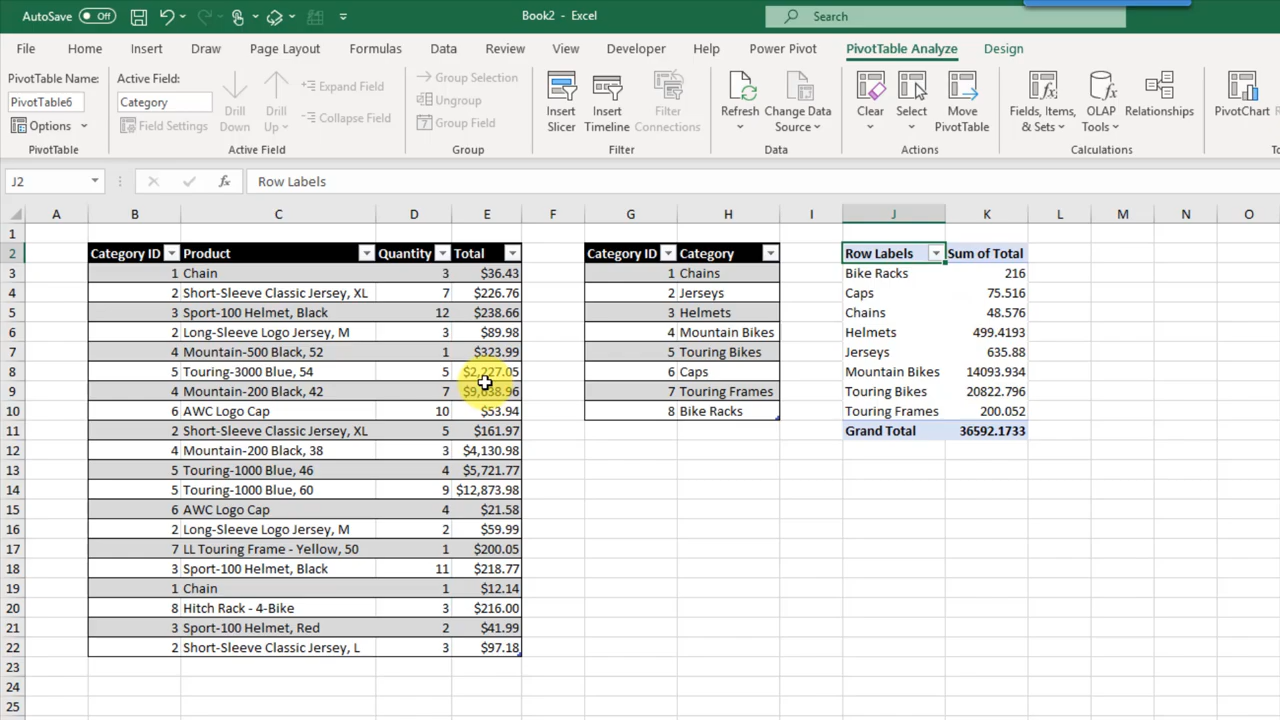 AutoSave Off Book2 - Excel Search
File Home Insert Draw Page Layout Formulas Data Review View Developer Help Power Pivot PivotTable Analyze Design
PivotTable Name:
PivotTable6
Options
PivotTable
Active Field:
Category
Field Settings
Drill Down
Drill Up
Expand Field
Collapse Field
Active Field
Group Selection
Ungroup
Group Field
Group
Insert Slicer
Insert Timeline
Filter Connections
Filter
Refresh
Change Data Source
Data
Clear
Select
Move PivotTable
Actions
Fields, Items, & Sets
OLAP Tools
Relationships
Calculations
PivotChart
J2 fx Row Labels
A B C D E F G H I J K L M N O
1
2 Category ID Product Quantity Total Category ID Category Row Labels Sum of Total
3 1 Chain 3 $36.43 1 Chains Bike Racks 216
4 2 Short-Sleeve Classic Jersey, XL 7 $226.76 2 Jerseys Caps 75.516
5 3 Sport-100 Helmet, Black 12 $238.66 3 Helmets Chains 48.576
6 2 Long-Sleeve Logo Jersey, M 3 $89.98 4 Mountain Bikes Helmets 499.4193
7 4 Mountain-500 Black, 52 1 $323.99 5 Touring Bikes Jerseys 635.88
8 5 Touring-3000 Blue, 54 5 $2,227.05 6 Caps Mountain Bikes 14093.934
9 4 Mountain-200 Black, 42 7 $9,638.96 7 Touring Frames Touring Bikes 20822.796
10 6 AWC Logo Cap 10 $53.94 8 Bike Racks Touring Frames 200.052
11 2 Short-Sleeve Classic Jersey, XL 5 $161.97 Grand Total 36592.1733
12 4 Mountain-200 Black, 38 3 $4,130.98
13 5 Touring-1000 Blue, 46 4 $5,721.77
14 5 Touring-1000 Blue, 60 9 $12,873.98
15 6 AWC Logo Cap 4 $21.58
16 2 Long-Sleeve Logo Jersey, M 2 $59.99
17 7 LL Touring Frame - Yellow, 50 1 $200.05
18 3 Sport-100 Helmet, Black 11 $218.77
19 1 Chain 1 $12.14
20 8 Hitch Rack - 4-Bike 3 $216.00
21 3 Sport-100 Helmet, Red 2 $41.99
22 2 Short-Sleeve Classic Jersey, L 3 $97.18
23
24
25